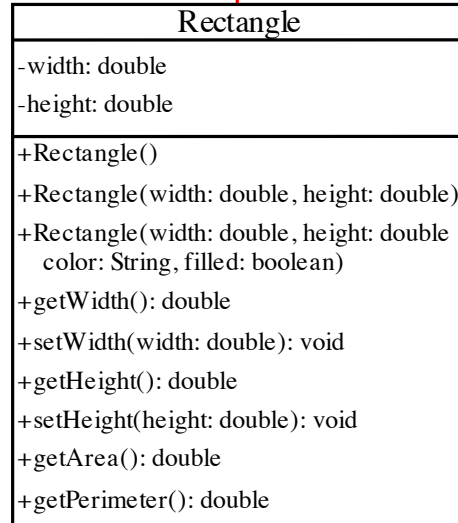 Rectangle
-width: double
-height: double
+Rectangle()
+Rectangle(width: double, height: double)
+Rectangle(width: double, height: double
color: String, filled: boolean)
+getWidth(): double
+setWidth(width: double): void
+getHeight(): double
+setHeight(height: double): void
+getArea(): double
+getPerimeter(): double